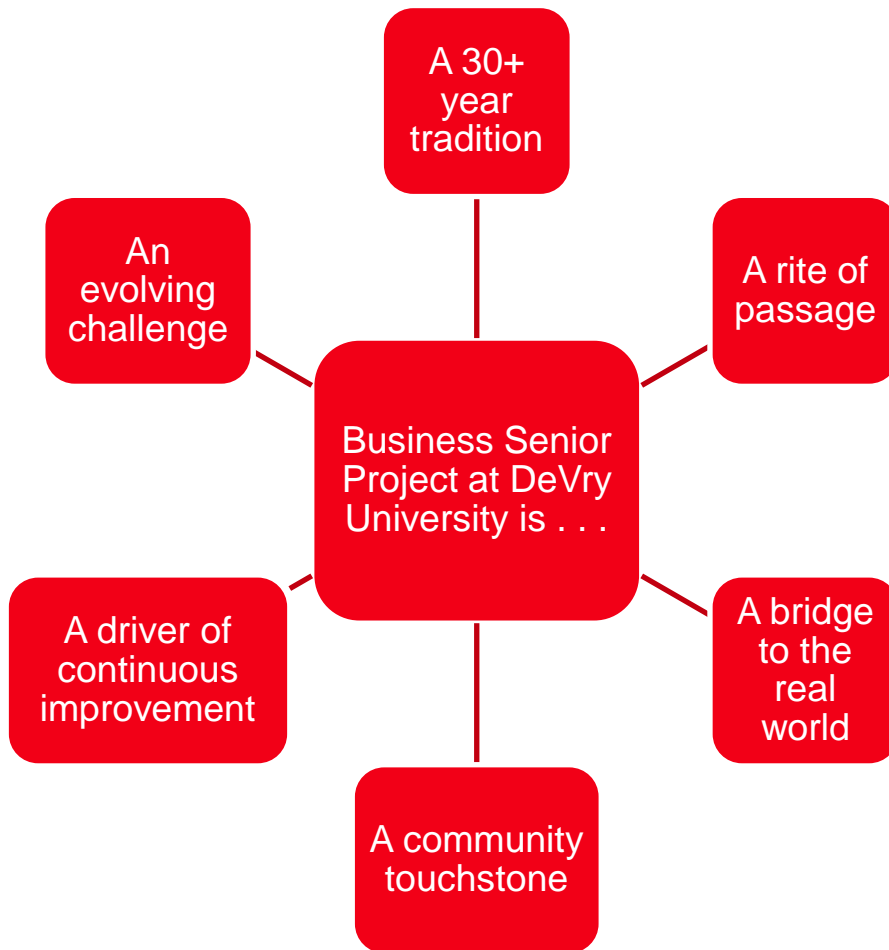 A 30+
year
tradition
A rite of
passage
A bridge
to the
real
world
A community
touchstone
A driver of
continuous
improvement
An
evolving
challenge
Business Senior
Project at DeVry
University is . . .